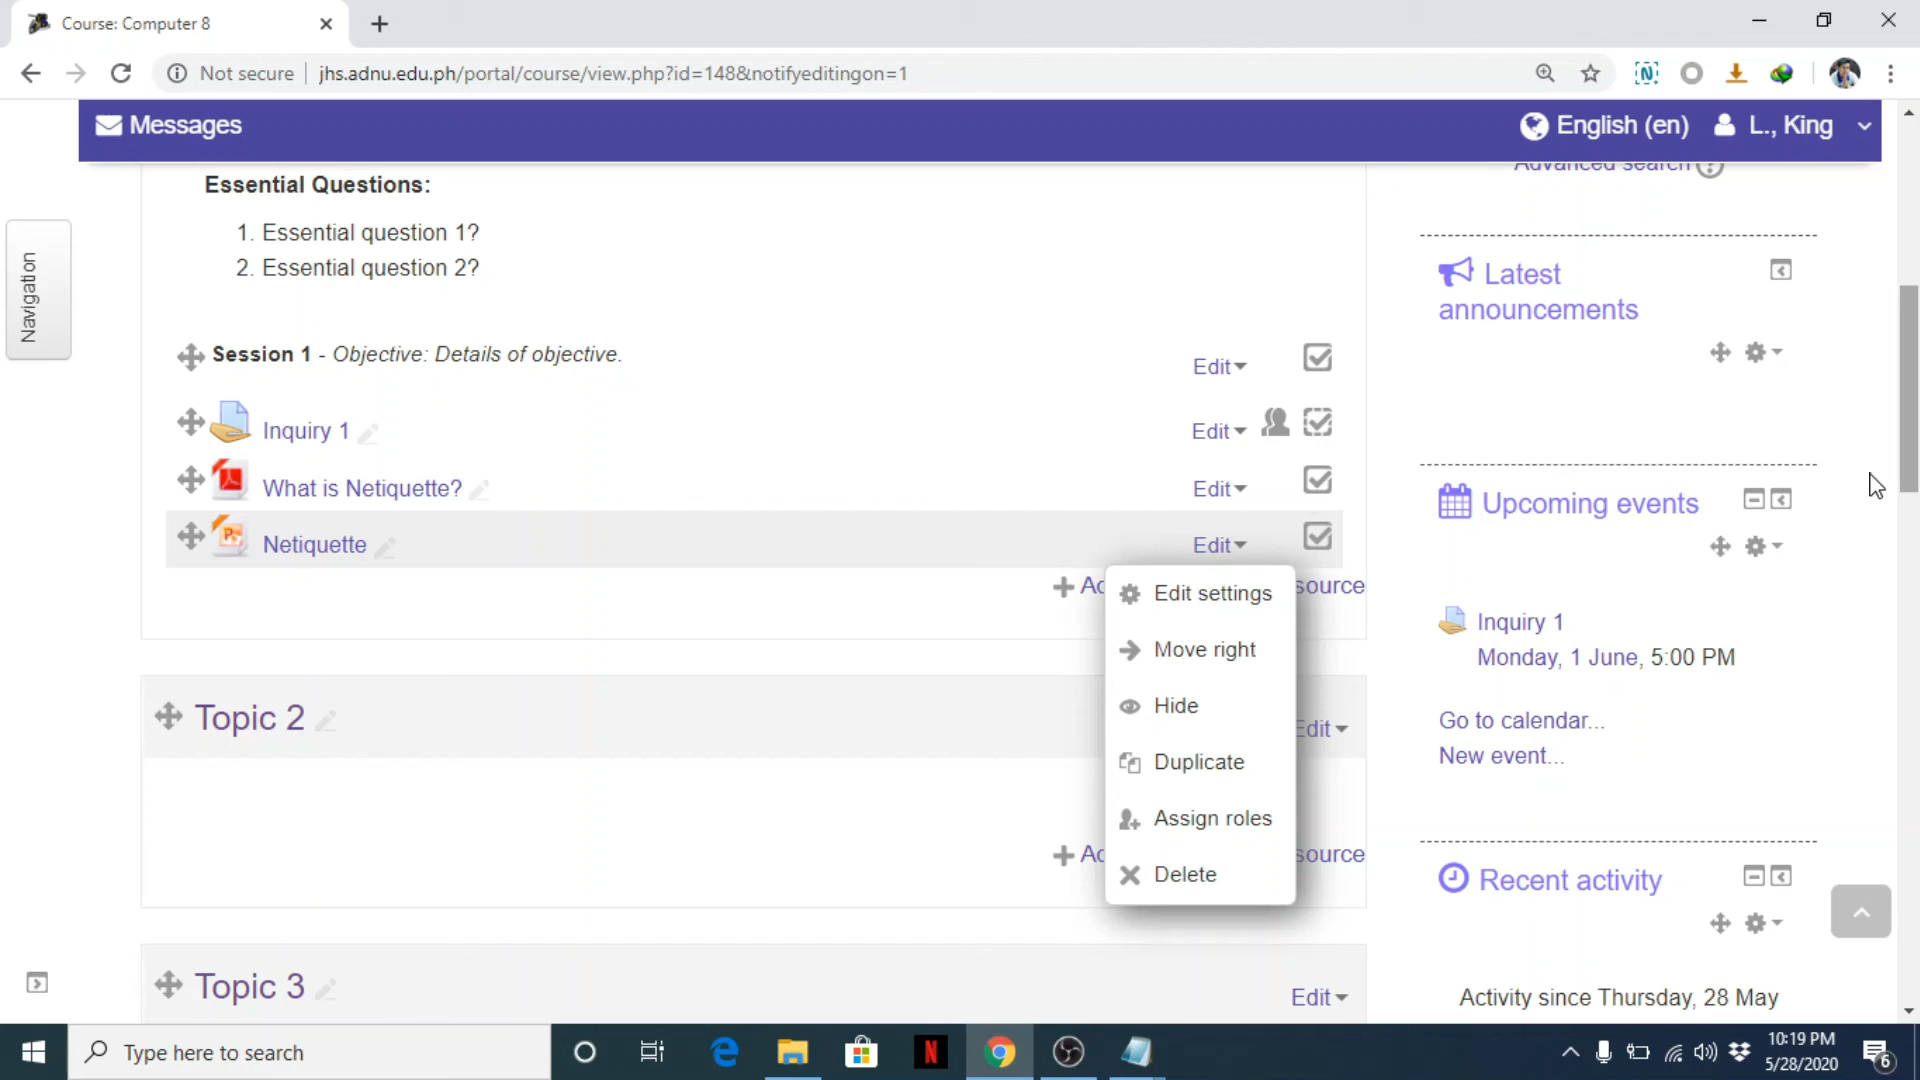 Course: Computer 8
Not secure
jhs.adnu.edu.ph/portal/course/view.php?id=148&notifyeditingon=1
Messages
English (en)
L., King
Navigation
Essential Questions:
1. Essential question 1?
2. Essential question 2?
Session 1 - Objective: Details of objective.
Edit
Inquiry 1
Edit
What is Netiquette?
Edit
Netiquette
Edit
Edit settings
Move right
Hide
Duplicate
Assign roles
Delete
Topic 2
Topic 3
Edit
Advanced search
Latest
announcements
Upcoming events
Inquiry 1
Monday, 1 June, 5:00 PM
Go to calendar...
New event...
Recent activity
Activity since Thursday, 28 May
Type here to search
10:19 PM
5/28/2020
6